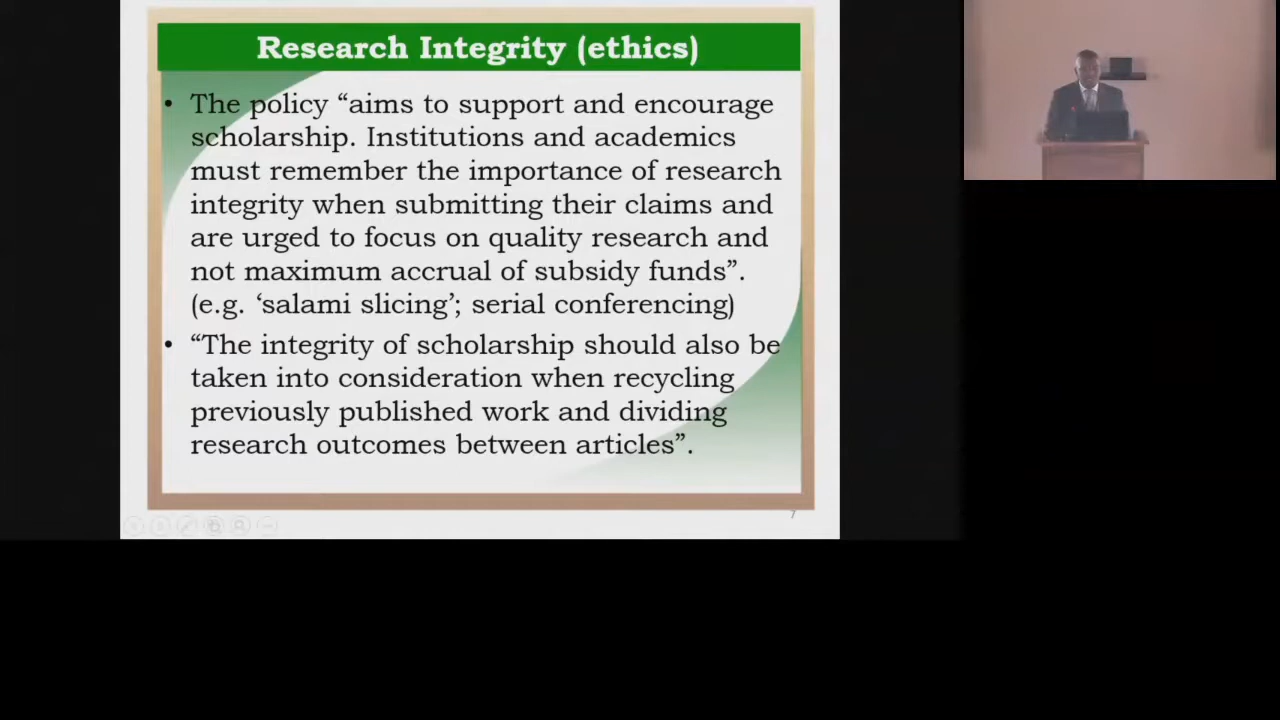 Research Integrity (ethics)
• The policy “aims to support and encourage
scholarship. Institutions and academics
must remember the importance of research
integrity when submitting their claims and
are urged to focus on quality research and
not maximum accrual of subsidy funds”.
(e.g. ‘salami slicing’; serial conferencing)
• “The integrity of scholarship should also be
taken into consideration when recycling
previously published work and dividing
research outcomes between articles”.
7